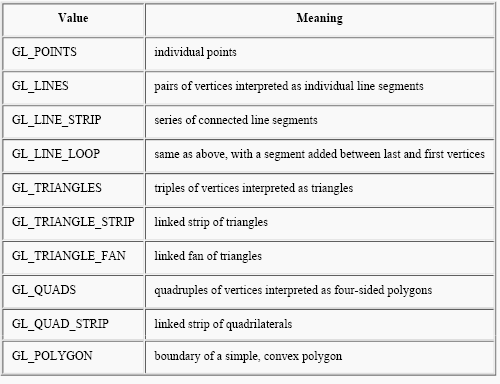 Value Meaning
GL_POINTS individual points
GL_LINES pairs of vertices interpreted as individual line segments
GL_LINE_STRIP series of connected line segments
GL_LINE_LOOP same as above, with a segment added between last and first vertices
GL_TRIANGLES triples of vertices interpreted as triangles
GL_TRIANGLE_STRIP linked strip of triangles
GL_TRIANGLE_FAN linked fan of triangles
GL_QUADS quadruples of vertices interpreted as four-sided polygons
GL_QUAD_STRIP linked strip of quadrilaterals
GL_POLYGON boundary of a simple, convex polygon